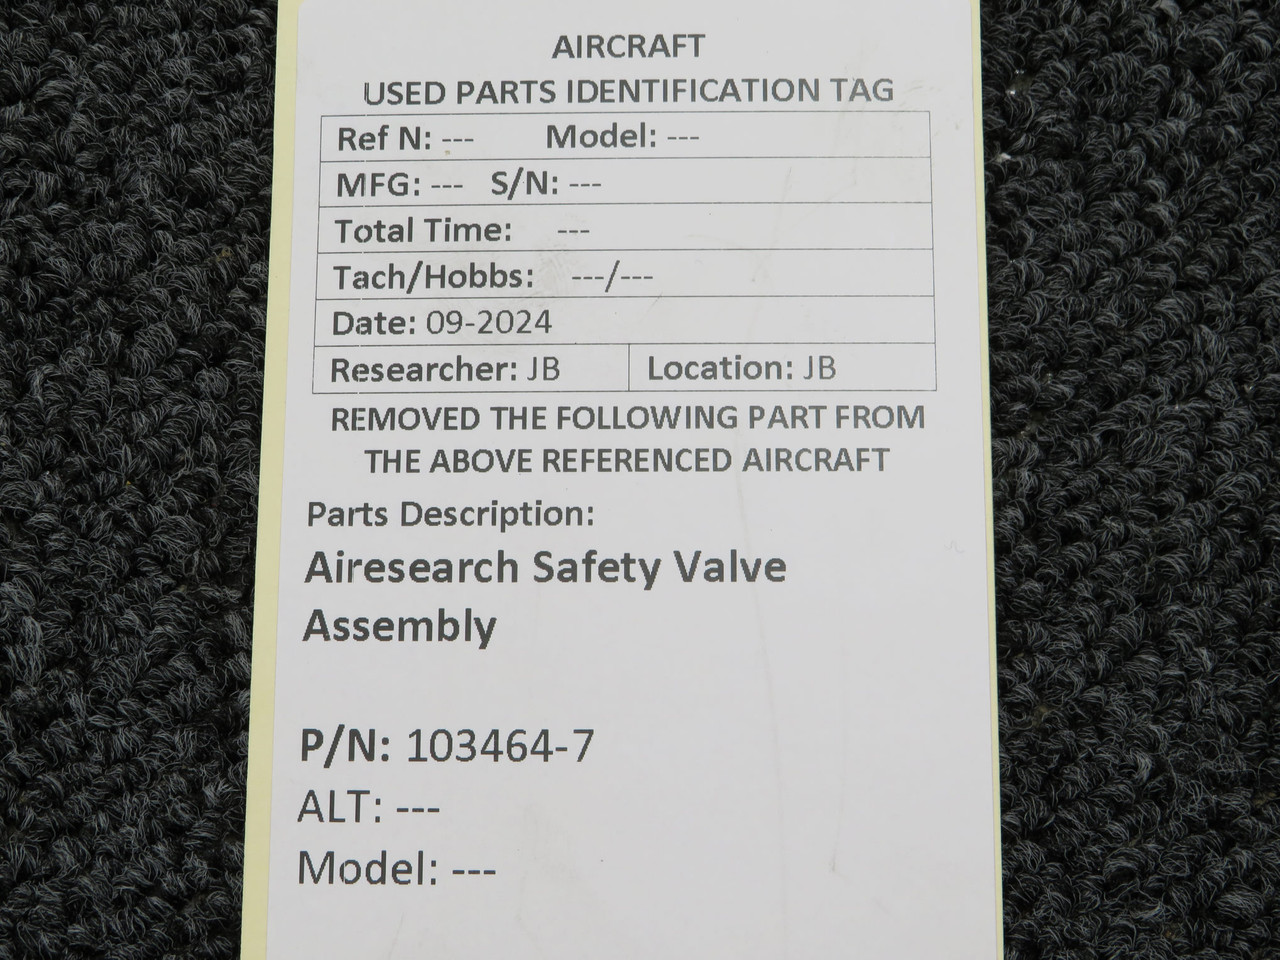 AIRCRAFT
USED PARTS IDENTIFICATION TAG
Ref N: --- Model: ---
MFG: --- S/N: ---
Total Time: ---
Tach/Hobbs: ---/---
Date: 09-2024
Researcher: JB Location: JB
REMOVED THE FOLLOWING PART FROM
THE ABOVE REFERENCED AIRCRAFT
Parts Description:
Airesearch Safety Valve
Assembly
P/N: 103464-7
ALT: ---
Model: ---